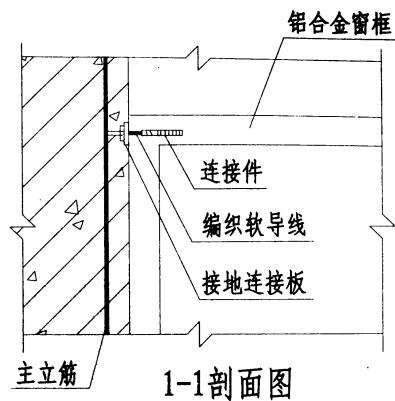 铝合金窗框
连接件
编织软导线
接地连接板
主立筋
1-1剖面图